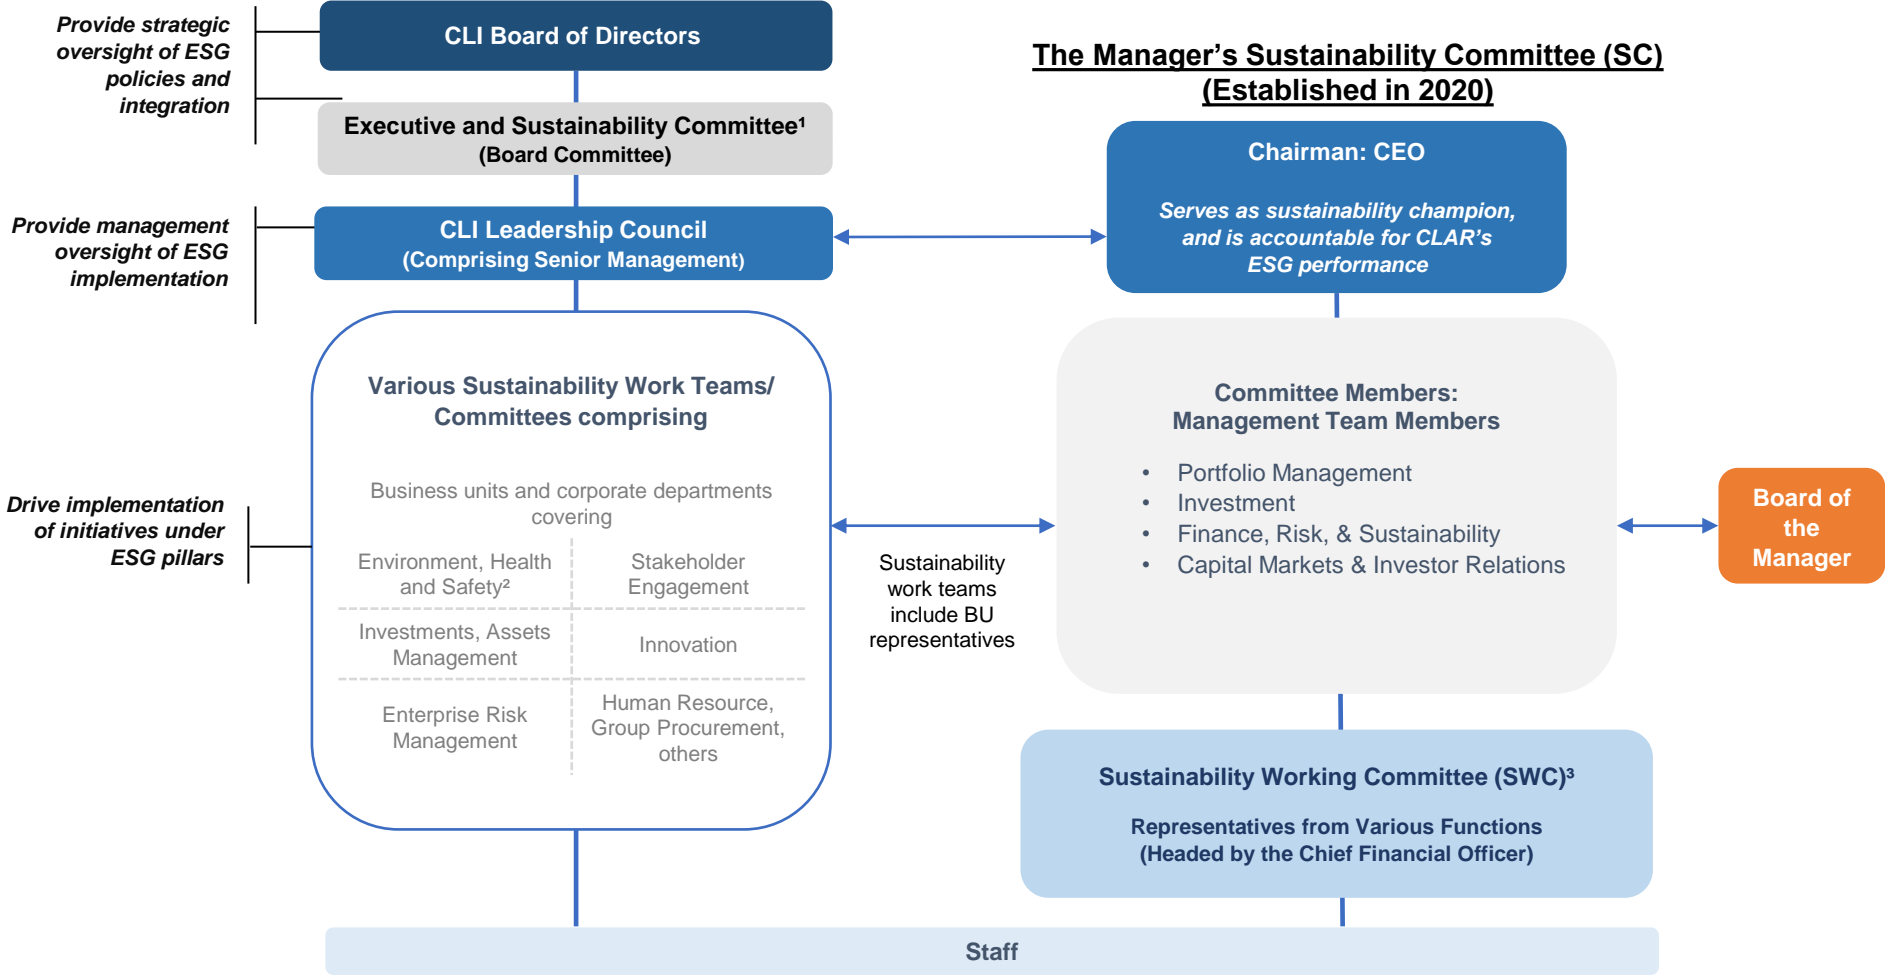 Provide strategic
oversight of ESG
policies and
integration
CLI Board of Directors
Executive and Sustainability Committee¹
(Board Committee)
Provide management
oversight of ESG
implementation
CLI Leadership Council
(Comprising Senior Management)
Drive implementation
of initiatives under
ESG pillars
Various Sustainability Work Teams/
Committees comprising
Business units and corporate departments
covering
Environment, Health
and Safety²
Stakeholder
Engagement
Investments, Assets
Management
Innovation
Enterprise Risk
Management
Human Resource,
Group Procurement,
others
Sustainability
work teams
include BU
representatives
The Manager’s Sustainability Committee (SC)
(Established in 2020)
Chairman: CEO
Serves as sustainability champion,
and is accountable for CLAR’s
ESG performance
Committee Members:
Management Team Members
• Portfolio Management
• Investment
• Finance, Risk, & Sustainability
• Capital Markets & Investor Relations
Board of
the
Manager
Sustainability Working Committee (SWC)³
Representatives from Various Functions
(Headed by the Chief Financial Officer)
Staff